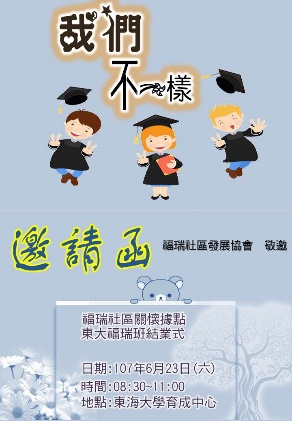 我們
不一樣
邀請函
福瑞社區發展協會 敬邀
福瑞社區關懷據點
東大福瑞班結業式
日期:107年6月23日(六)
時間:08:30~11:00
地點:東海大學育成中心